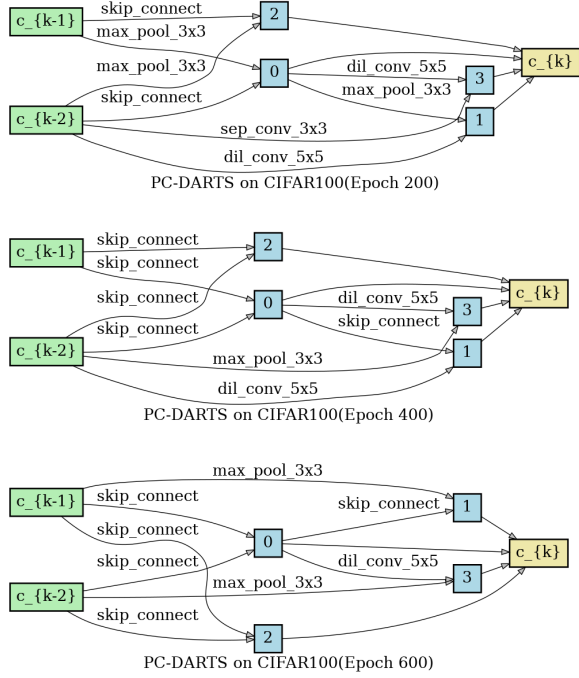 c_{k-1}
skip_connect
2
max_pool_3x3
c_{k}
max_pool_3x3
0
dil_conv_5x5
3
skip_connect
max_pool_3x3
c_{k-2}
sep_conv_3x3
1
dil_conv_5x5
PC-DARTS on CIFAR100(Epoch 200)
c_{k-1}
skip_connect
2
skip_connect
c_{k}
skip_connect
0
dil_conv_5x5
3
skip_connect
skip_connect
c_{k-2}
max_pool_3x3
1
dil_conv_5x5
PC-DARTS on CIFAR100(Epoch 400)
max_pool_3x3
c_{k-1}
skip_connect
skip_connect
1
skip_connect
0
c_{k}
skip_connect
dil_conv_5x5
3
c_{k-2}
max_pool_3x3
skip_connect
2
PC-DARTS on CIFAR100(Epoch 600)